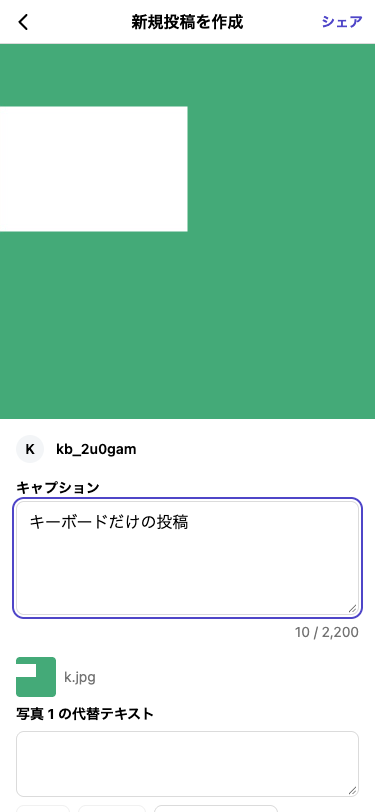 新規投稿を作成 シェア
K kb_2u0gam
キャプション
キーボードだけの投稿
10 / 2,200
k.jpg
写真 1 の代替テキスト